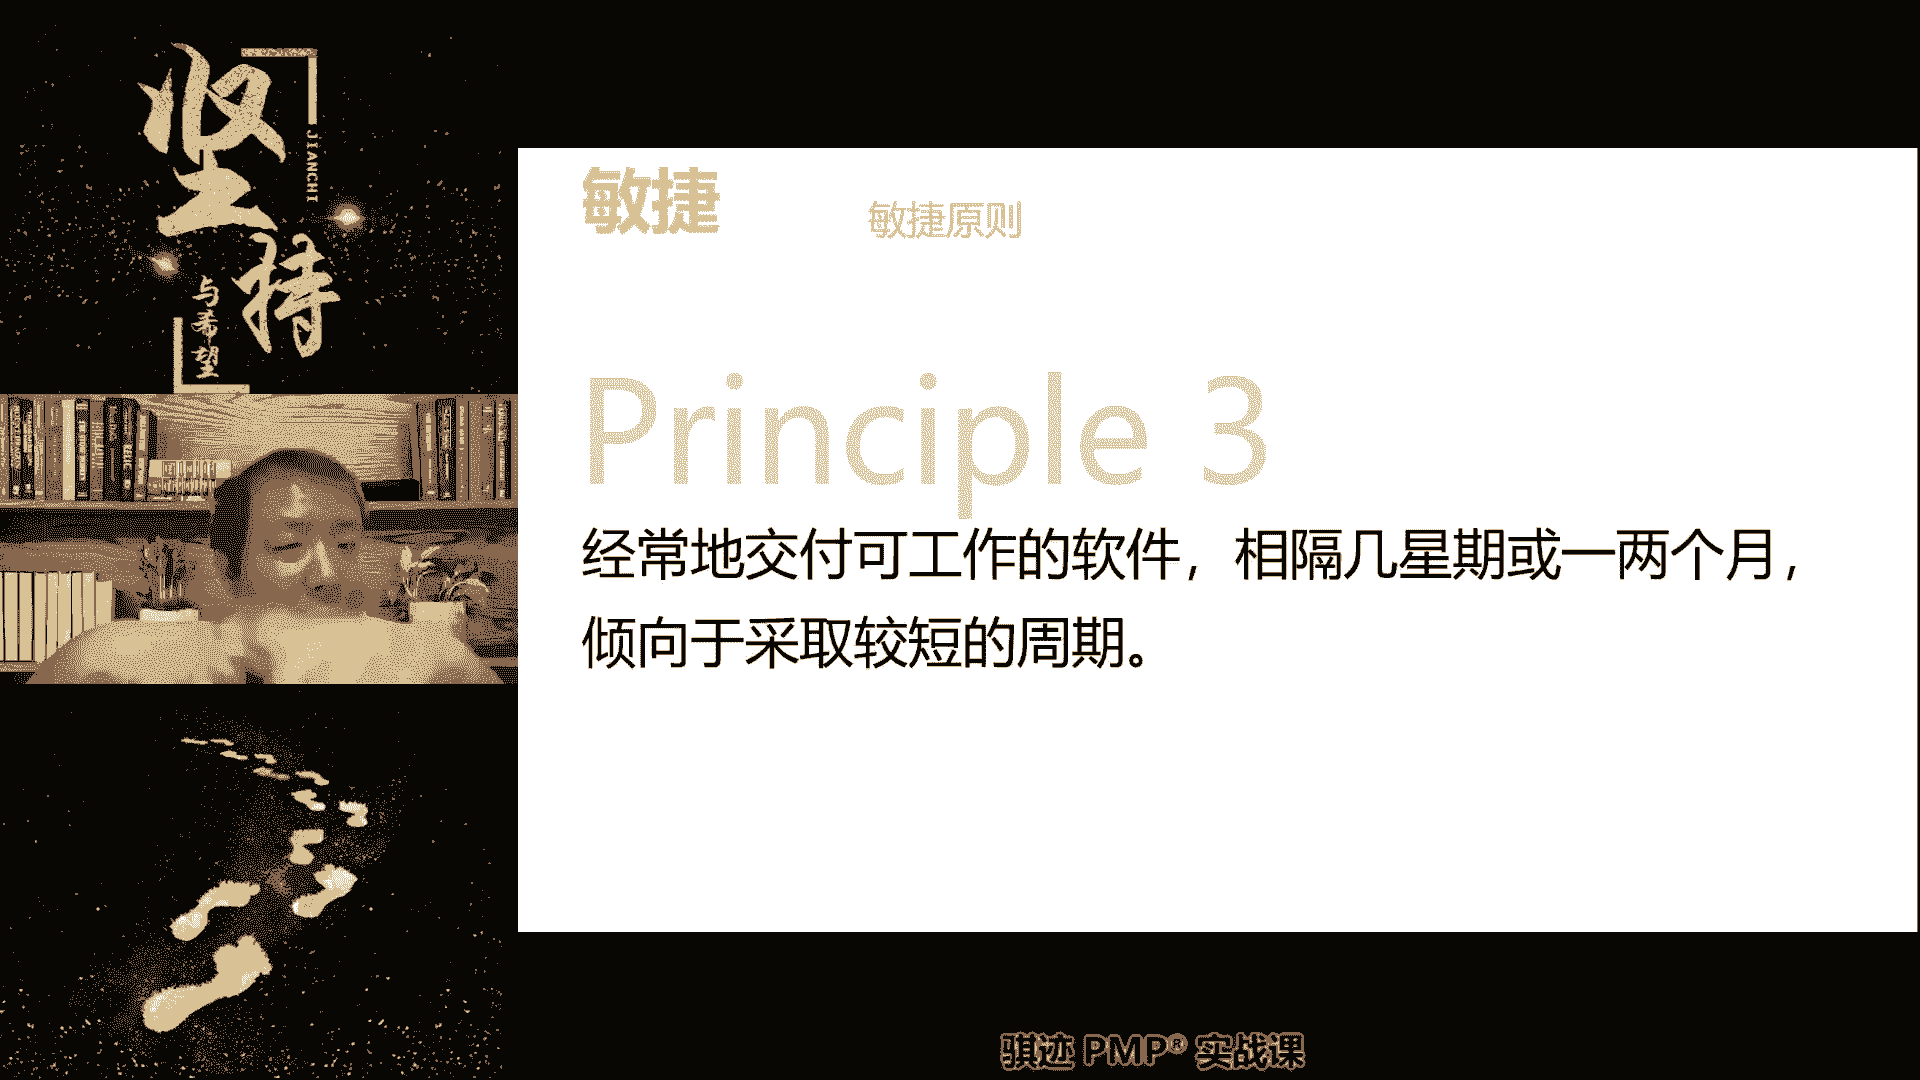 坚持
JIANCHI
与希望
敏捷
敏捷原则
Principle 3
经常地交付可工作的软件，相隔几星期或一两个月，
倾向于采取较短的周期。
骐迹 PMP® 实战课